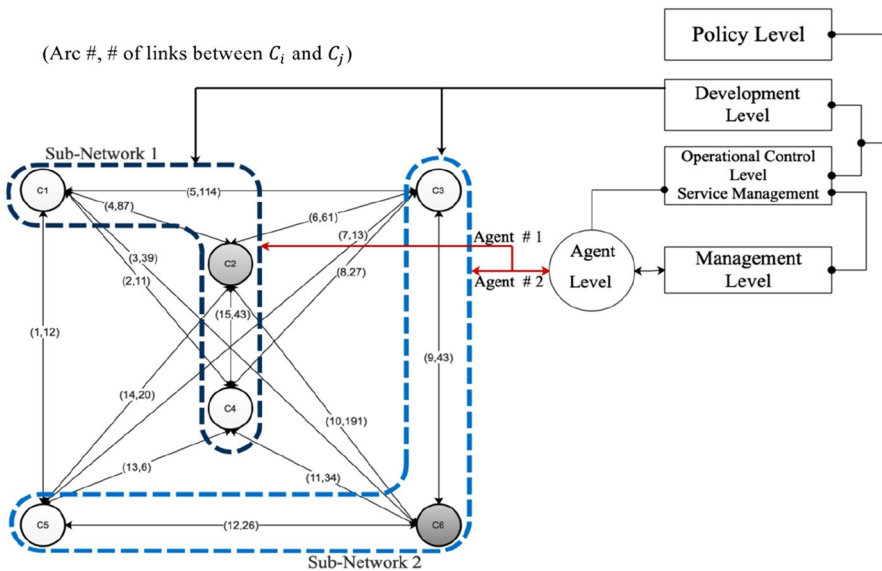 (Arc #, # of links between C_i and C_j)
Policy Level
Development
Level
Sub-Network 1
Operational Control
Level
Service Management
C1
C3
(5,114)
(4,87)
(6,61)
(7,13)
Agent # 1
(3,39)
C2
Agent
Level
Management
Level
(8,27)
(2,11)
Agent # 2
(15,43)
(1,12)
(9,43)
(14,20)
C4
(10,191)
(13,6)
(11,34)
C5
(12,26)
C6
Sub-Network 2